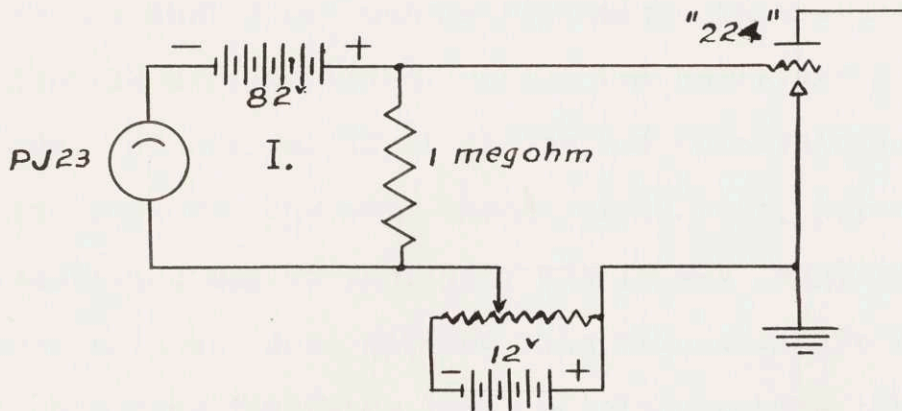 "224"
− +
82ᵛ
PJ23
I.
1 megohm
12ᵛ
− +